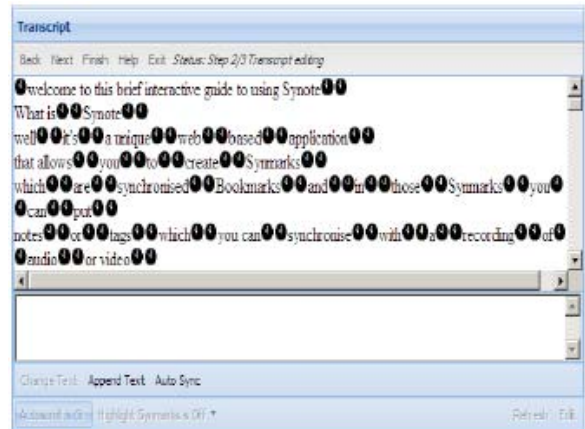 Transcript
Back Next Finish Help Exit Status: Step 2/3 Transcript editing
welcome to this brief interactive guide to using Synote
What is Synote
well it's a unique web based application
that allows you to create Synmarks
which are synchronised Bookmarks and in those Synmarks you
can put
notes or tags which you can synchronise with a recording of
audio or video
Change Text Append Text Auto Sync
Highlight Synmarks Off Refresh Edit